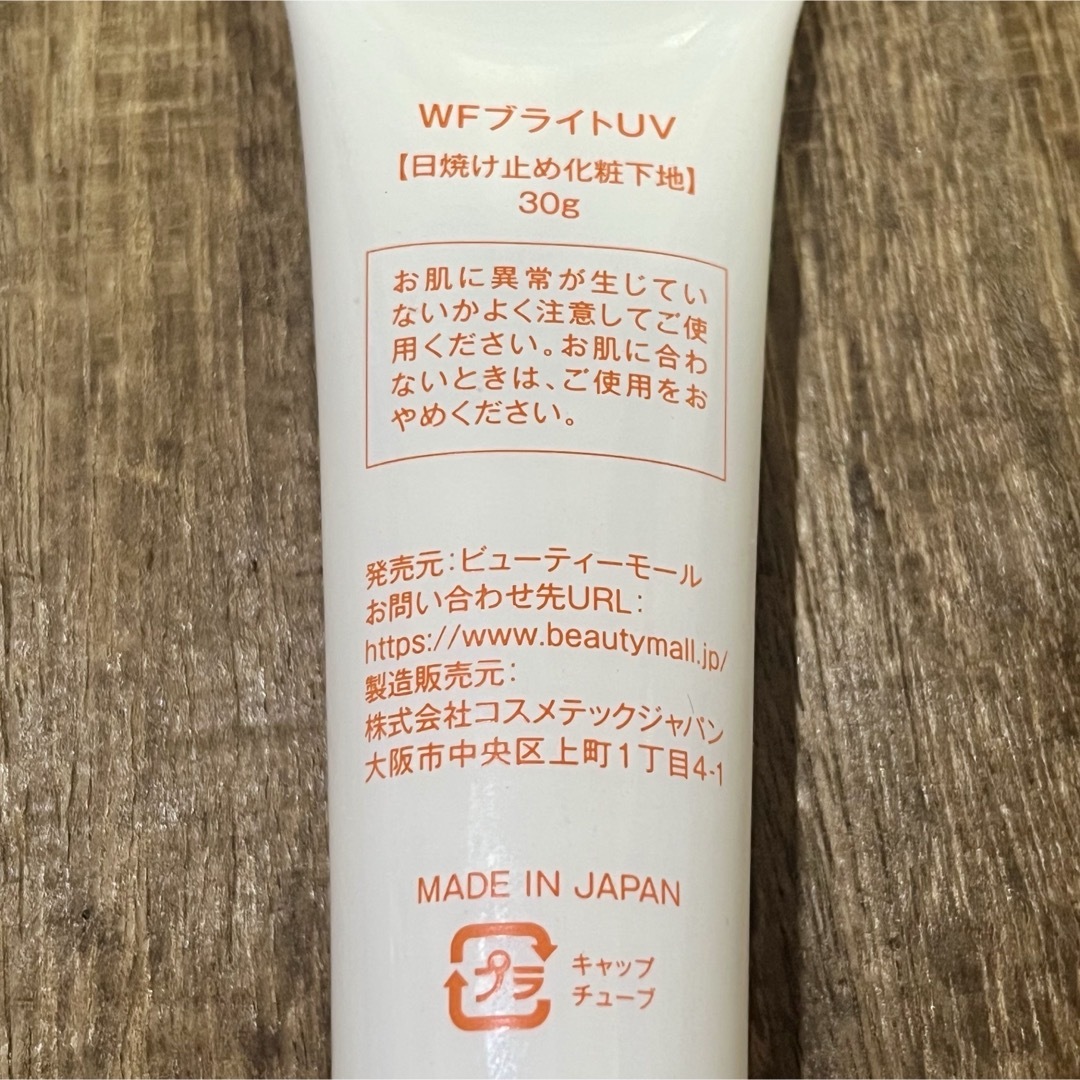 WFブライトUV
【日焼け止め化粧下地】
30g
お肌に異常が生じてい
ないかよく注意してご使
用ください。お肌に合わ
ないときは、ご使用をお
やめください。
発売元：ビューティーモール
お問い合わせ先URL：
https://www.beautymall.jp/
製造販売元：
株式会社コスメテックジャパン
大阪市中央区上町1丁目4-1
MADE IN JAPAN
プラ
キャップ
チューブ